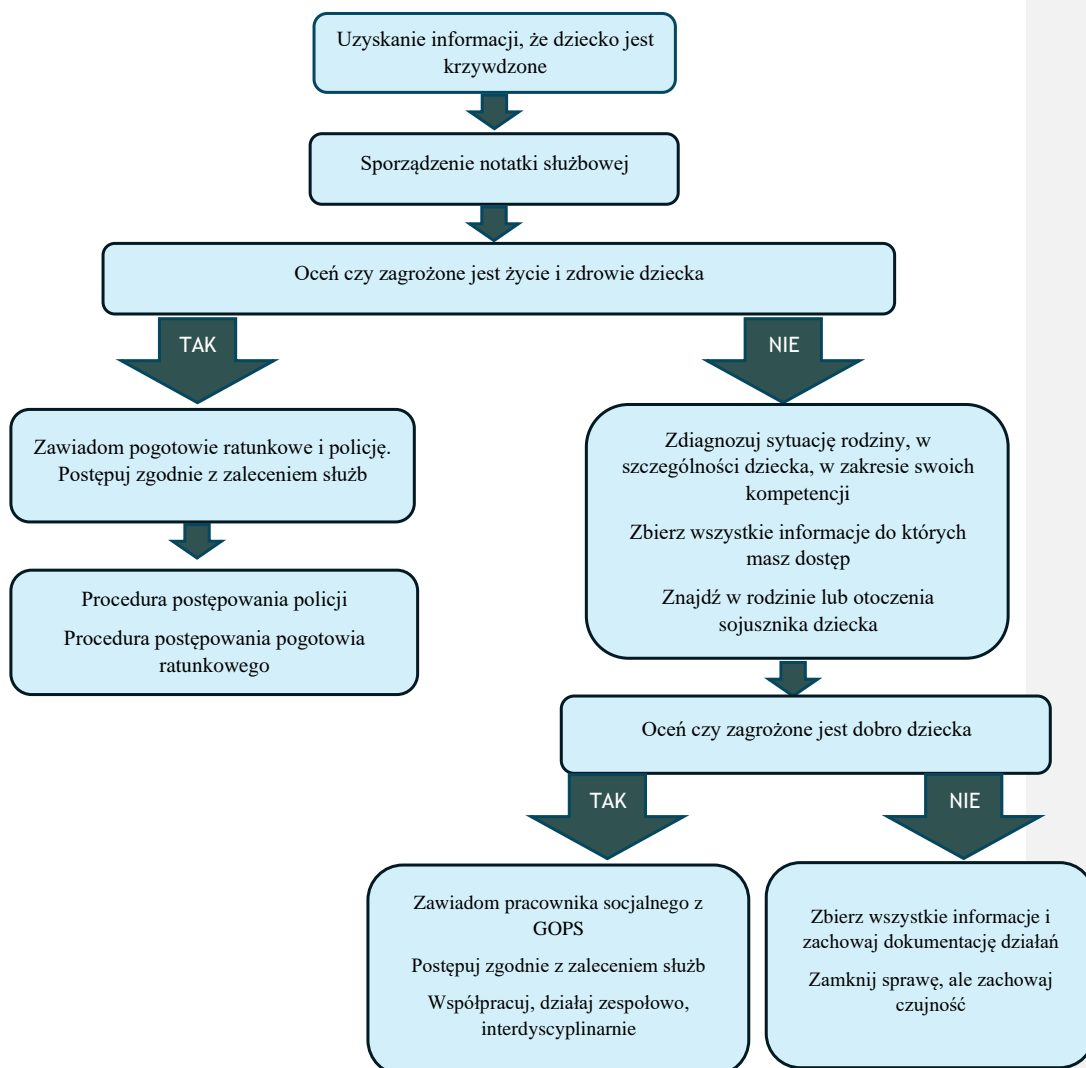 Uzyskanie informacji, że dziecko jest
krzywdzone
Sporządzenie notatki służbowej
Oceń czy zagrożone jest życie i zdrowie dziecka
TAK
NIE
Zawiadom pogotowie ratunkowe i policję.
Postępuj zgodnie z zaleceniem służb
Procedura postępowania policji
Procedura postępowania pogotowia
ratunkowego
Zdiagnozuj sytuację rodziny, w
szczególności dziecka, w zakresie swoich
kompetencji
Zbierz wszystkie informacje do których
masz dostęp
Znajdź w rodzinie lub otoczenia
sojusznika dziecka
Oceń czy zagrożone jest dobro dziecka
TAK
NIE
Zawiadom pracownika socjalnego z
GOPS
Postępuj zgodnie z zaleceniem służb
Współpracuj, działaj zespołowo,
interdyscyplinarnie
Zbierz wszystkie informacje i
zachowaj dokumentację działań
Zamknij sprawę, ale zachowaj
czujność